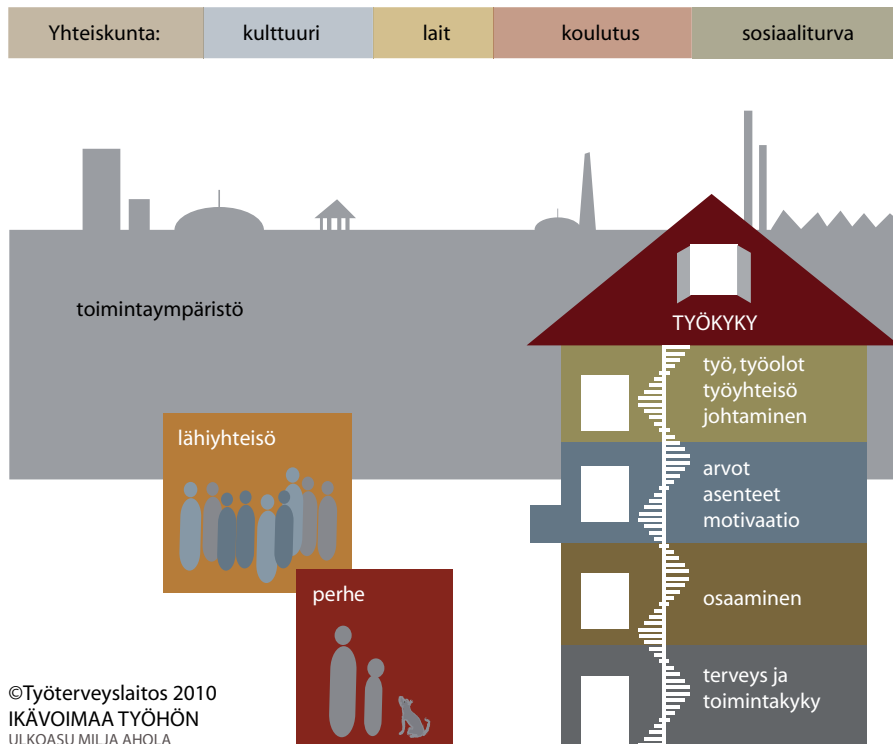 Yhteiskunta: kulttuuri lait koulutus sosiaaliturva
toimintaympäristö
TYÖKYKY
työ, työolot
työyhteisö
johtaminen
lähiyhteisö
arvot
asenteet
motivaatio
perhe
osaaminen
terveys ja
toimintakyky
©Työterveyslaitos 2010
IKÄVOIMAA TYÖHÖN
ULKOASU MILJA AHOLA